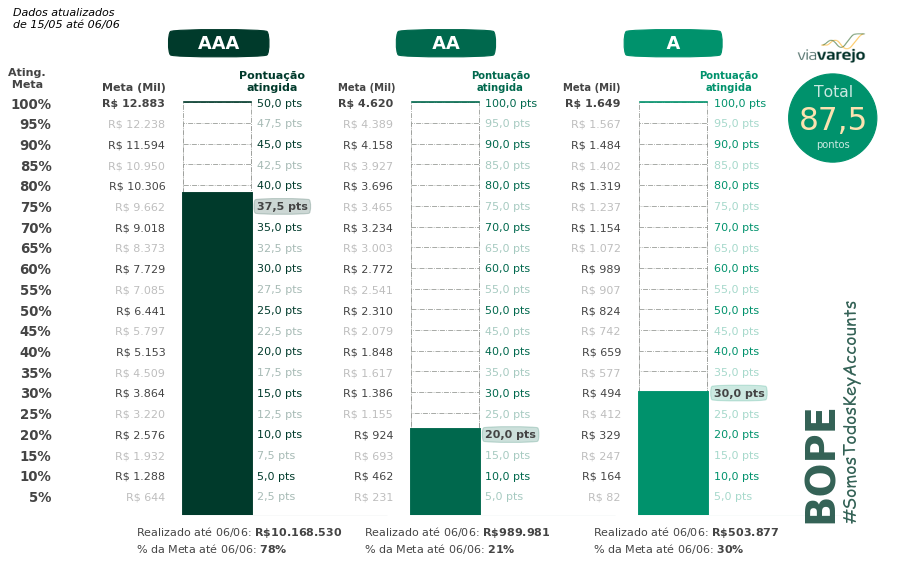 Dados atualizados
de 15/05 até 06/06
AAA AA A
viavarejo
Ating. Meta Meta (Mil) Pontuação atingida Meta (Mil) Pontuação atingida Meta (Mil) Pontuação atingida
100% R$ 12.883 50,0 pts R$ 4.620 100,0 pts R$ 1.649 100,0 pts
95% R$ 12.238 47,5 pts R$ 4.389 95,0 pts R$ 1.567 95,0 pts
90% R$ 11.594 45,0 pts R$ 4.158 90,0 pts R$ 1.484 90,0 pts
85% R$ 10.950 42,5 pts R$ 3.927 85,0 pts R$ 1.402 85,0 pts
80% R$ 10.306 40,0 pts R$ 3.696 80,0 pts R$ 1.319 80,0 pts
75% R$ 9.662 37,5 pts R$ 3.465 75,0 pts R$ 1.237 75,0 pts
70% R$ 9.018 35,0 pts R$ 3.234 70,0 pts R$ 1.154 70,0 pts
65% R$ 8.373 32,5 pts R$ 3.003 65,0 pts R$ 1.072 65,0 pts
60% R$ 7.729 30,0 pts R$ 2.772 60,0 pts R$ 989 60,0 pts
55% R$ 7.085 27,5 pts R$ 2.541 55,0 pts R$ 907 55,0 pts
50% R$ 6.441 25,0 pts R$ 2.310 50,0 pts R$ 824 50,0 pts
45% R$ 5.797 22,5 pts R$ 2.079 45,0 pts R$ 742 45,0 pts
40% R$ 5.153 20,0 pts R$ 1.848 40,0 pts R$ 659 40,0 pts
35% R$ 4.509 17,5 pts R$ 1.617 35,0 pts R$ 577 35,0 pts
30% R$ 3.864 15,0 pts R$ 1.386 30,0 pts R$ 494 30,0 pts
25% R$ 3.220 12,5 pts R$ 1.155 25,0 pts R$ 412 25,0 pts
20% R$ 2.576 10,0 pts R$ 924 20,0 pts R$ 329 20,0 pts
15% R$ 1.932 7,5 pts R$ 693 15,0 pts R$ 247 15,0 pts
10% R$ 1.288 5,0 pts R$ 462 10,0 pts R$ 164 10,0 pts
5% R$ 644 2,5 pts R$ 231 5,0 pts R$ 82 5,0 pts
Realizado até 06/06: R$10.168.530 Realizado até 06/06: R$989.981 Realizado até 06/06: R$503.877
% da Meta até 06/06: 78% % da Meta até 06/06: 21% % da Meta até 06/06: 30%
Total
87,5
pontos
BOPE
#SomosTodosKeyAccounts